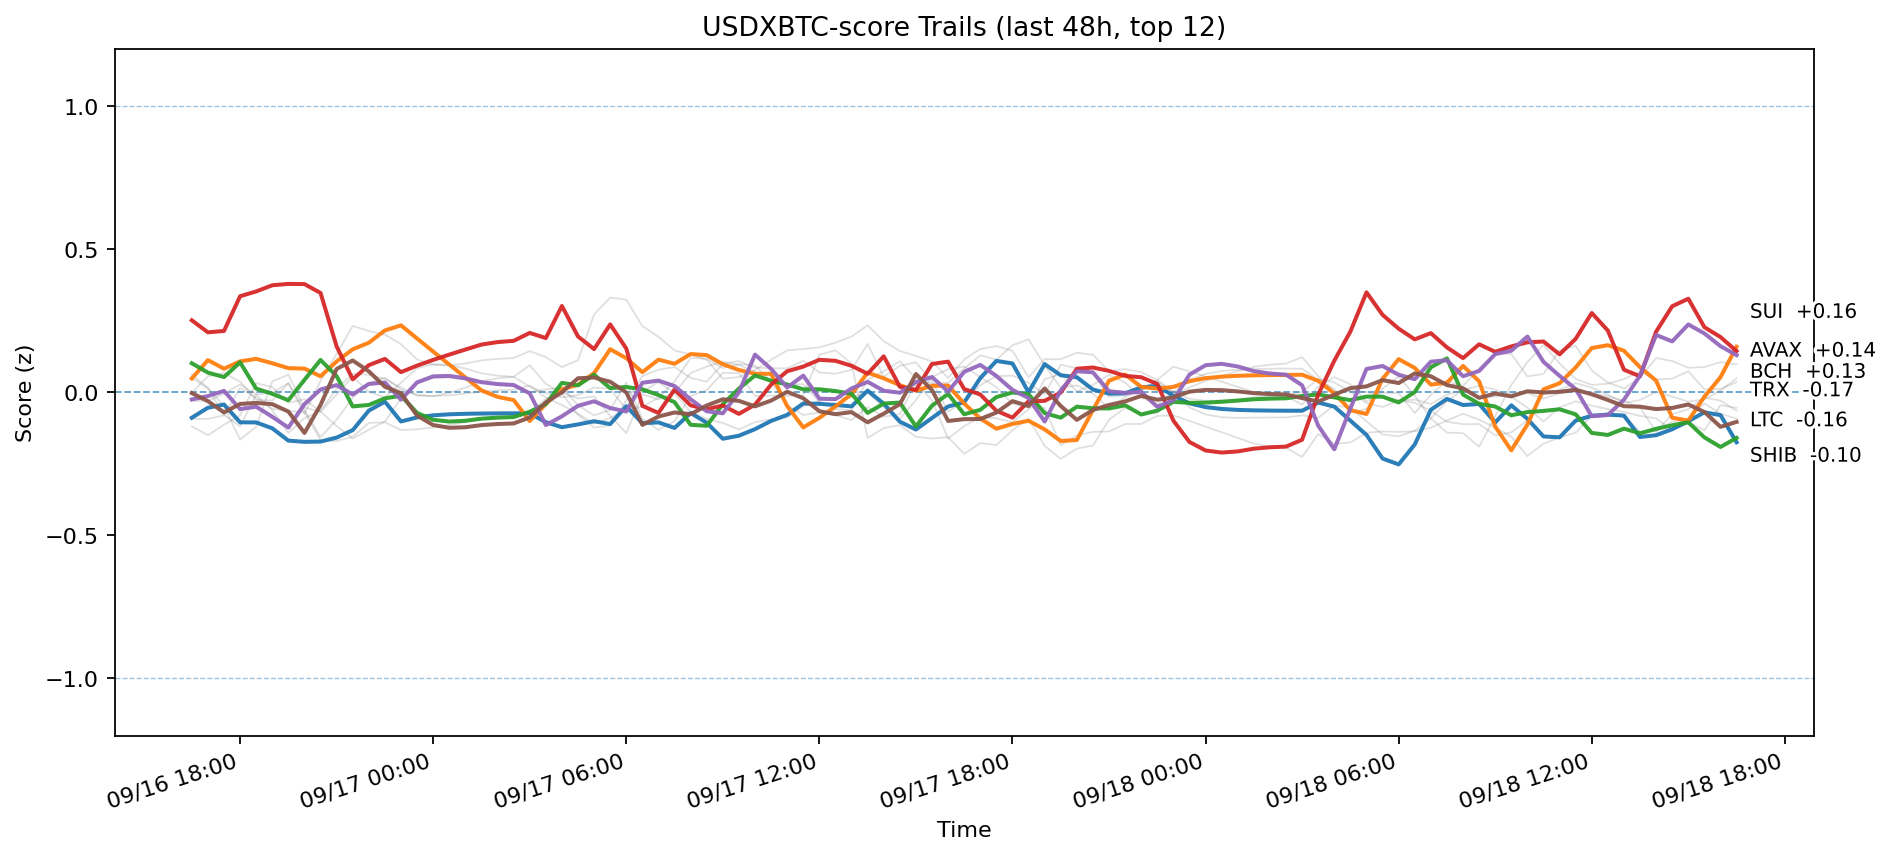 USDXBTC-score Trails (last 48h, top 12)
Score (z)
1.0
0.5
0.0
−0.5
−1.0
SUI +0.16
AVAX +0.14
BCH +0.13
TRX -0.17
LTC -0.16
SHIB -0.10
09/16 18:00
09/17 00:00
09/17 06:00
09/17 12:00
09/17 18:00
09/18 00:00
09/18 06:00
09/18 12:00
09/18 18:00
Time